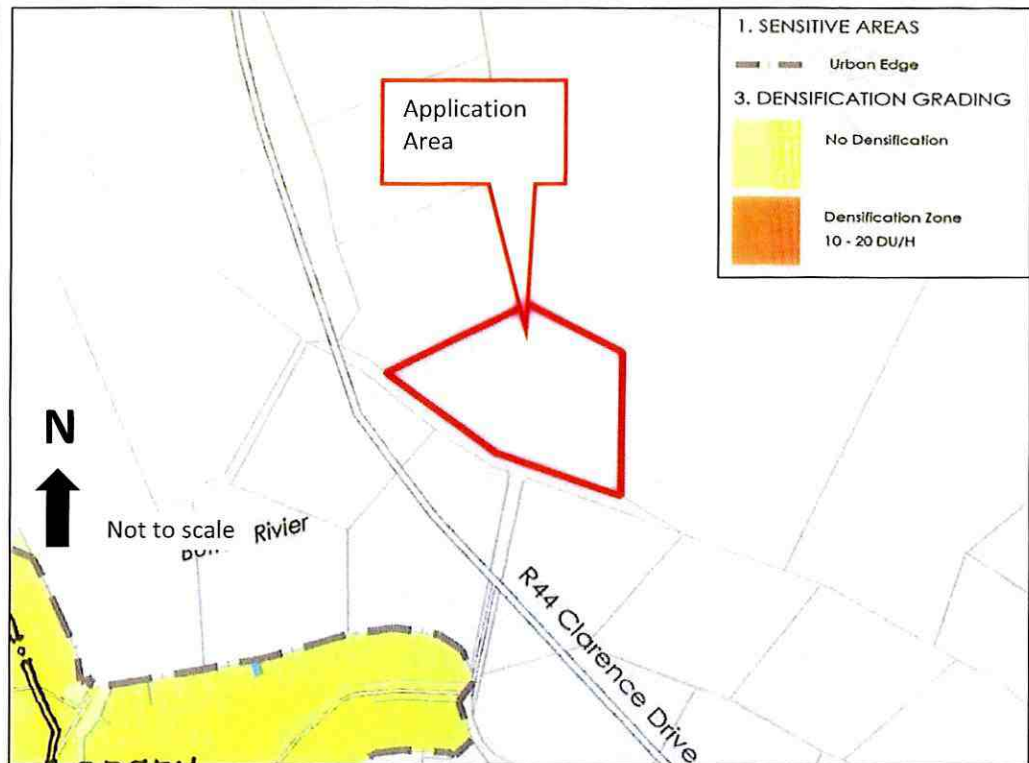 1. SENSITIVE AREAS
Urban Edge
3. DENSIFICATION GRADING
No Densification
Densification Zone
10 - 20 DU/H
Application
Area
N
Not to scale
Rivier
R44 Clarence Drive